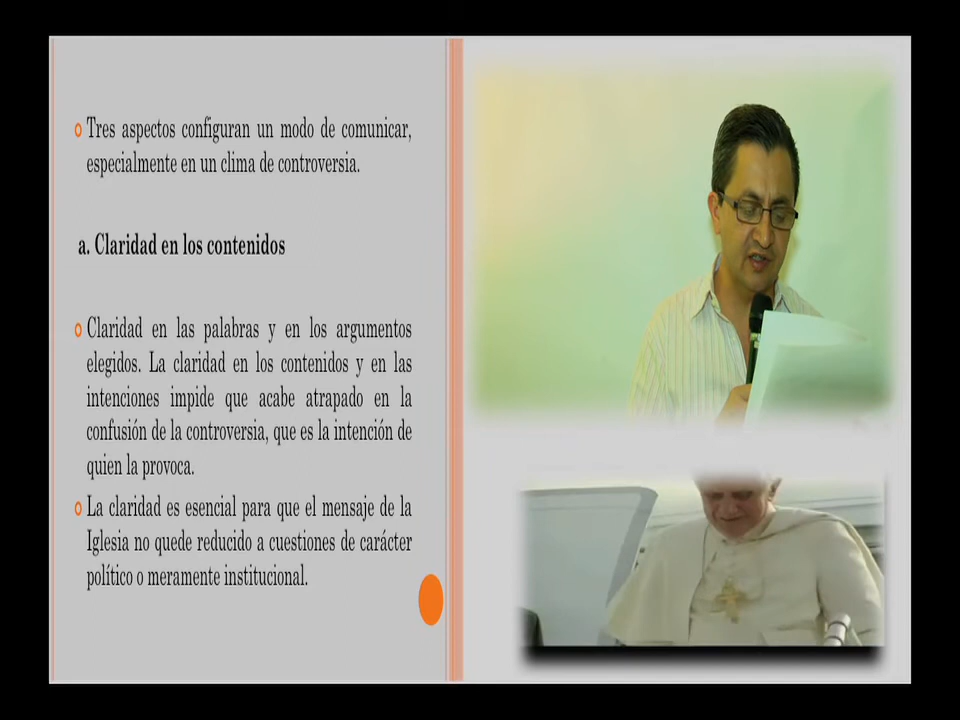 Tres aspectos configuran un modo de comunicar,
especialmente en un clima de controversia.
a. Claridad en los contenidos
Claridad en las palabras y en los argumentos
elegidos. La claridad en los contenidos y en las
intenciones impide que acabe atrapado en la
confusión de la controversia, que es la intención de
quien la provoca.
La claridad es esencial para que el mensaje de la
Iglesia no quede reducido a cuestiones de carácter
político o meramente institucional.